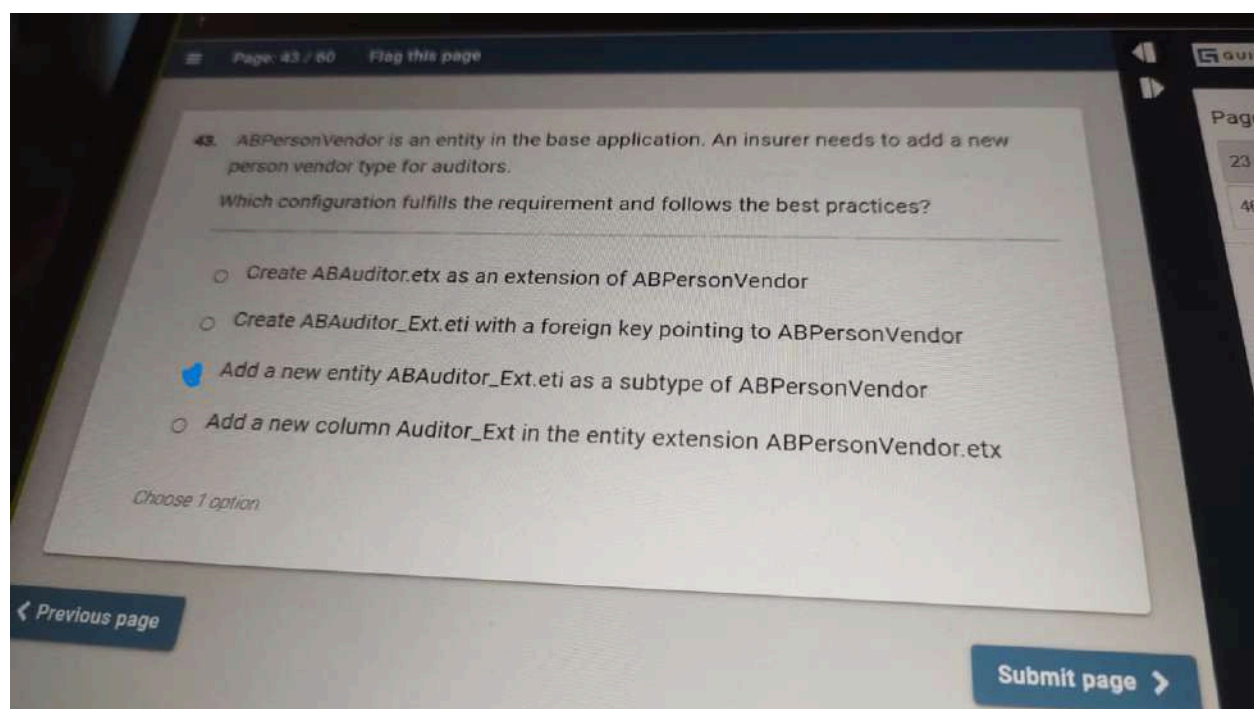 Page: 43 / 60 Flag this page
43. ABPersonVendor is an entity in the base application. An insurer needs to add a new
person vendor type for auditors.
Which configuration fulfills the requirement and follows the best practices?
Create ABAuditor.etx as an extension of ABPersonVendor
Create ABAuditor_Ext.eti with a foreign key pointing to ABPersonVendor
Add a new entity ABAuditor_Ext.eti as a subtype of ABPersonVendor
Add a new column Auditor_Ext in the entity extension ABPersonVendor.etx
Choose 1 option
Previous page
Submit page
23